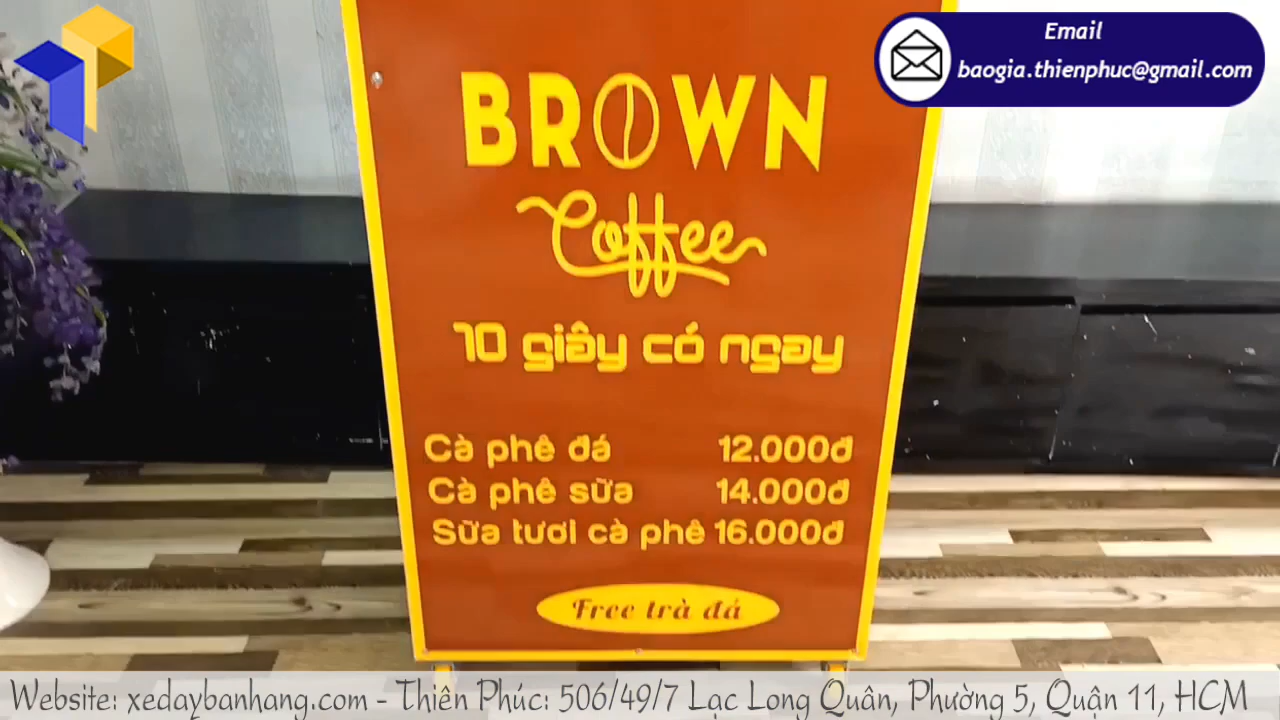 Email
baogia.thienphuc@gmail.com
BROWN
Coffee
10 giây có ngay
Cà phê đá 12.000đ
Cà phê sữa 14.000đ
Sữa tươi cà phê 16.000đ
Free trà đá
Website: xedaybanhang.com - Thiên Phúc: 506/49/7 Lạc Long Quân, Phường 5, Quận 11, HCM